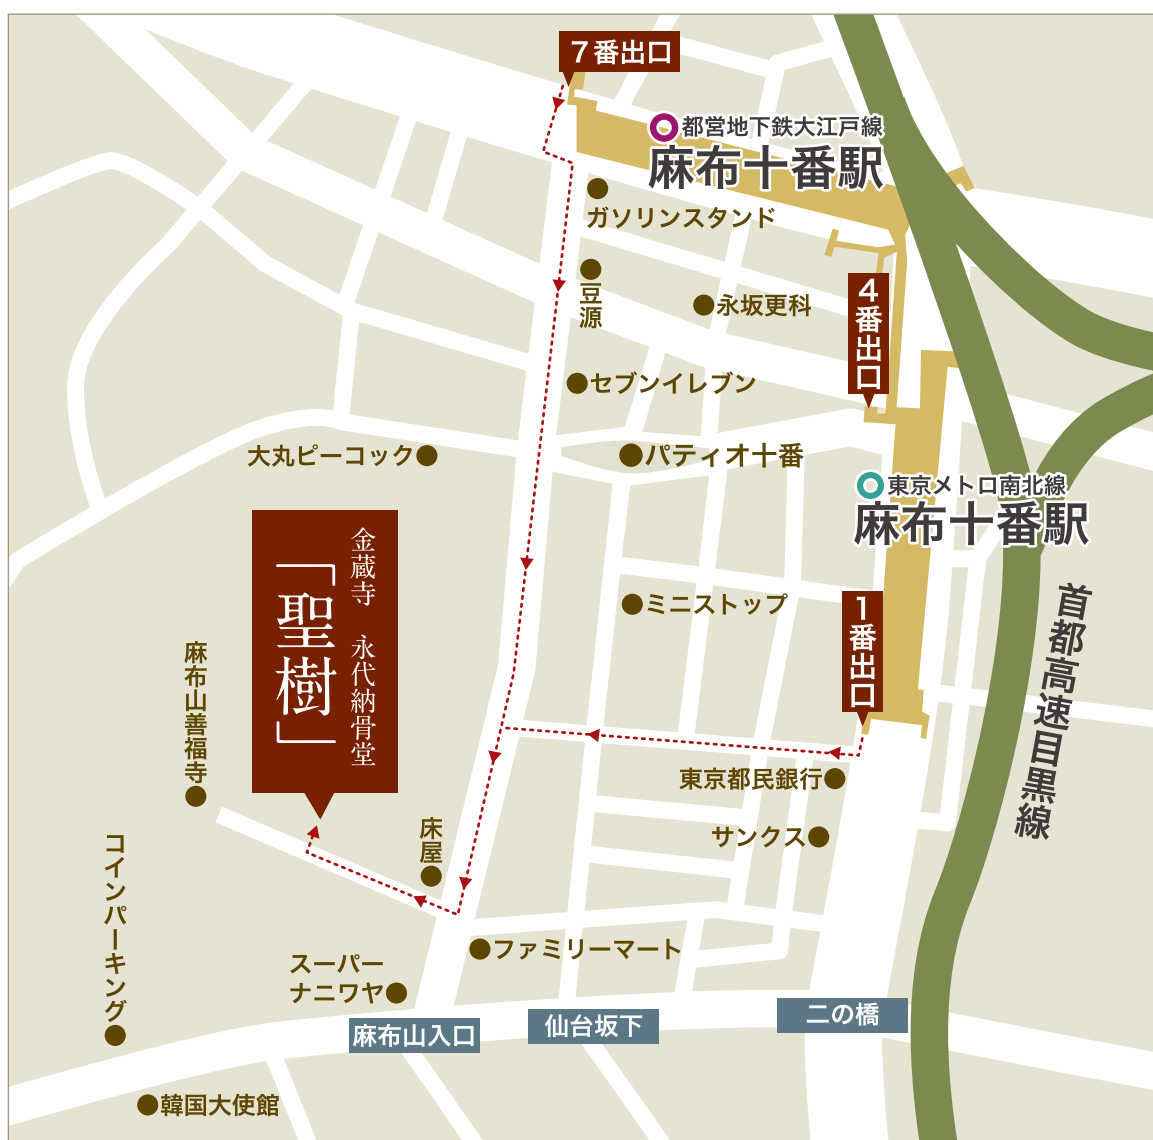 ７番出口
都営地下鉄大江戸線
麻布十番駅
ガソリンスタンド
豆源
永坂更科
４番出口
セブンイレブン
パティオ十番
大丸ピーコック
東京メトロ南北線
麻布十番駅
金蔵寺　永代納骨堂
「聖樹」
ミニストップ
１番出口
首都高速目黒線
麻布山善福寺
東京都民銀行
サンクス
床屋
コインパーキング
ファミリーマート
スーパー
ナニワヤ
麻布山入口
仙台坂下
二の橋
韓国大使館